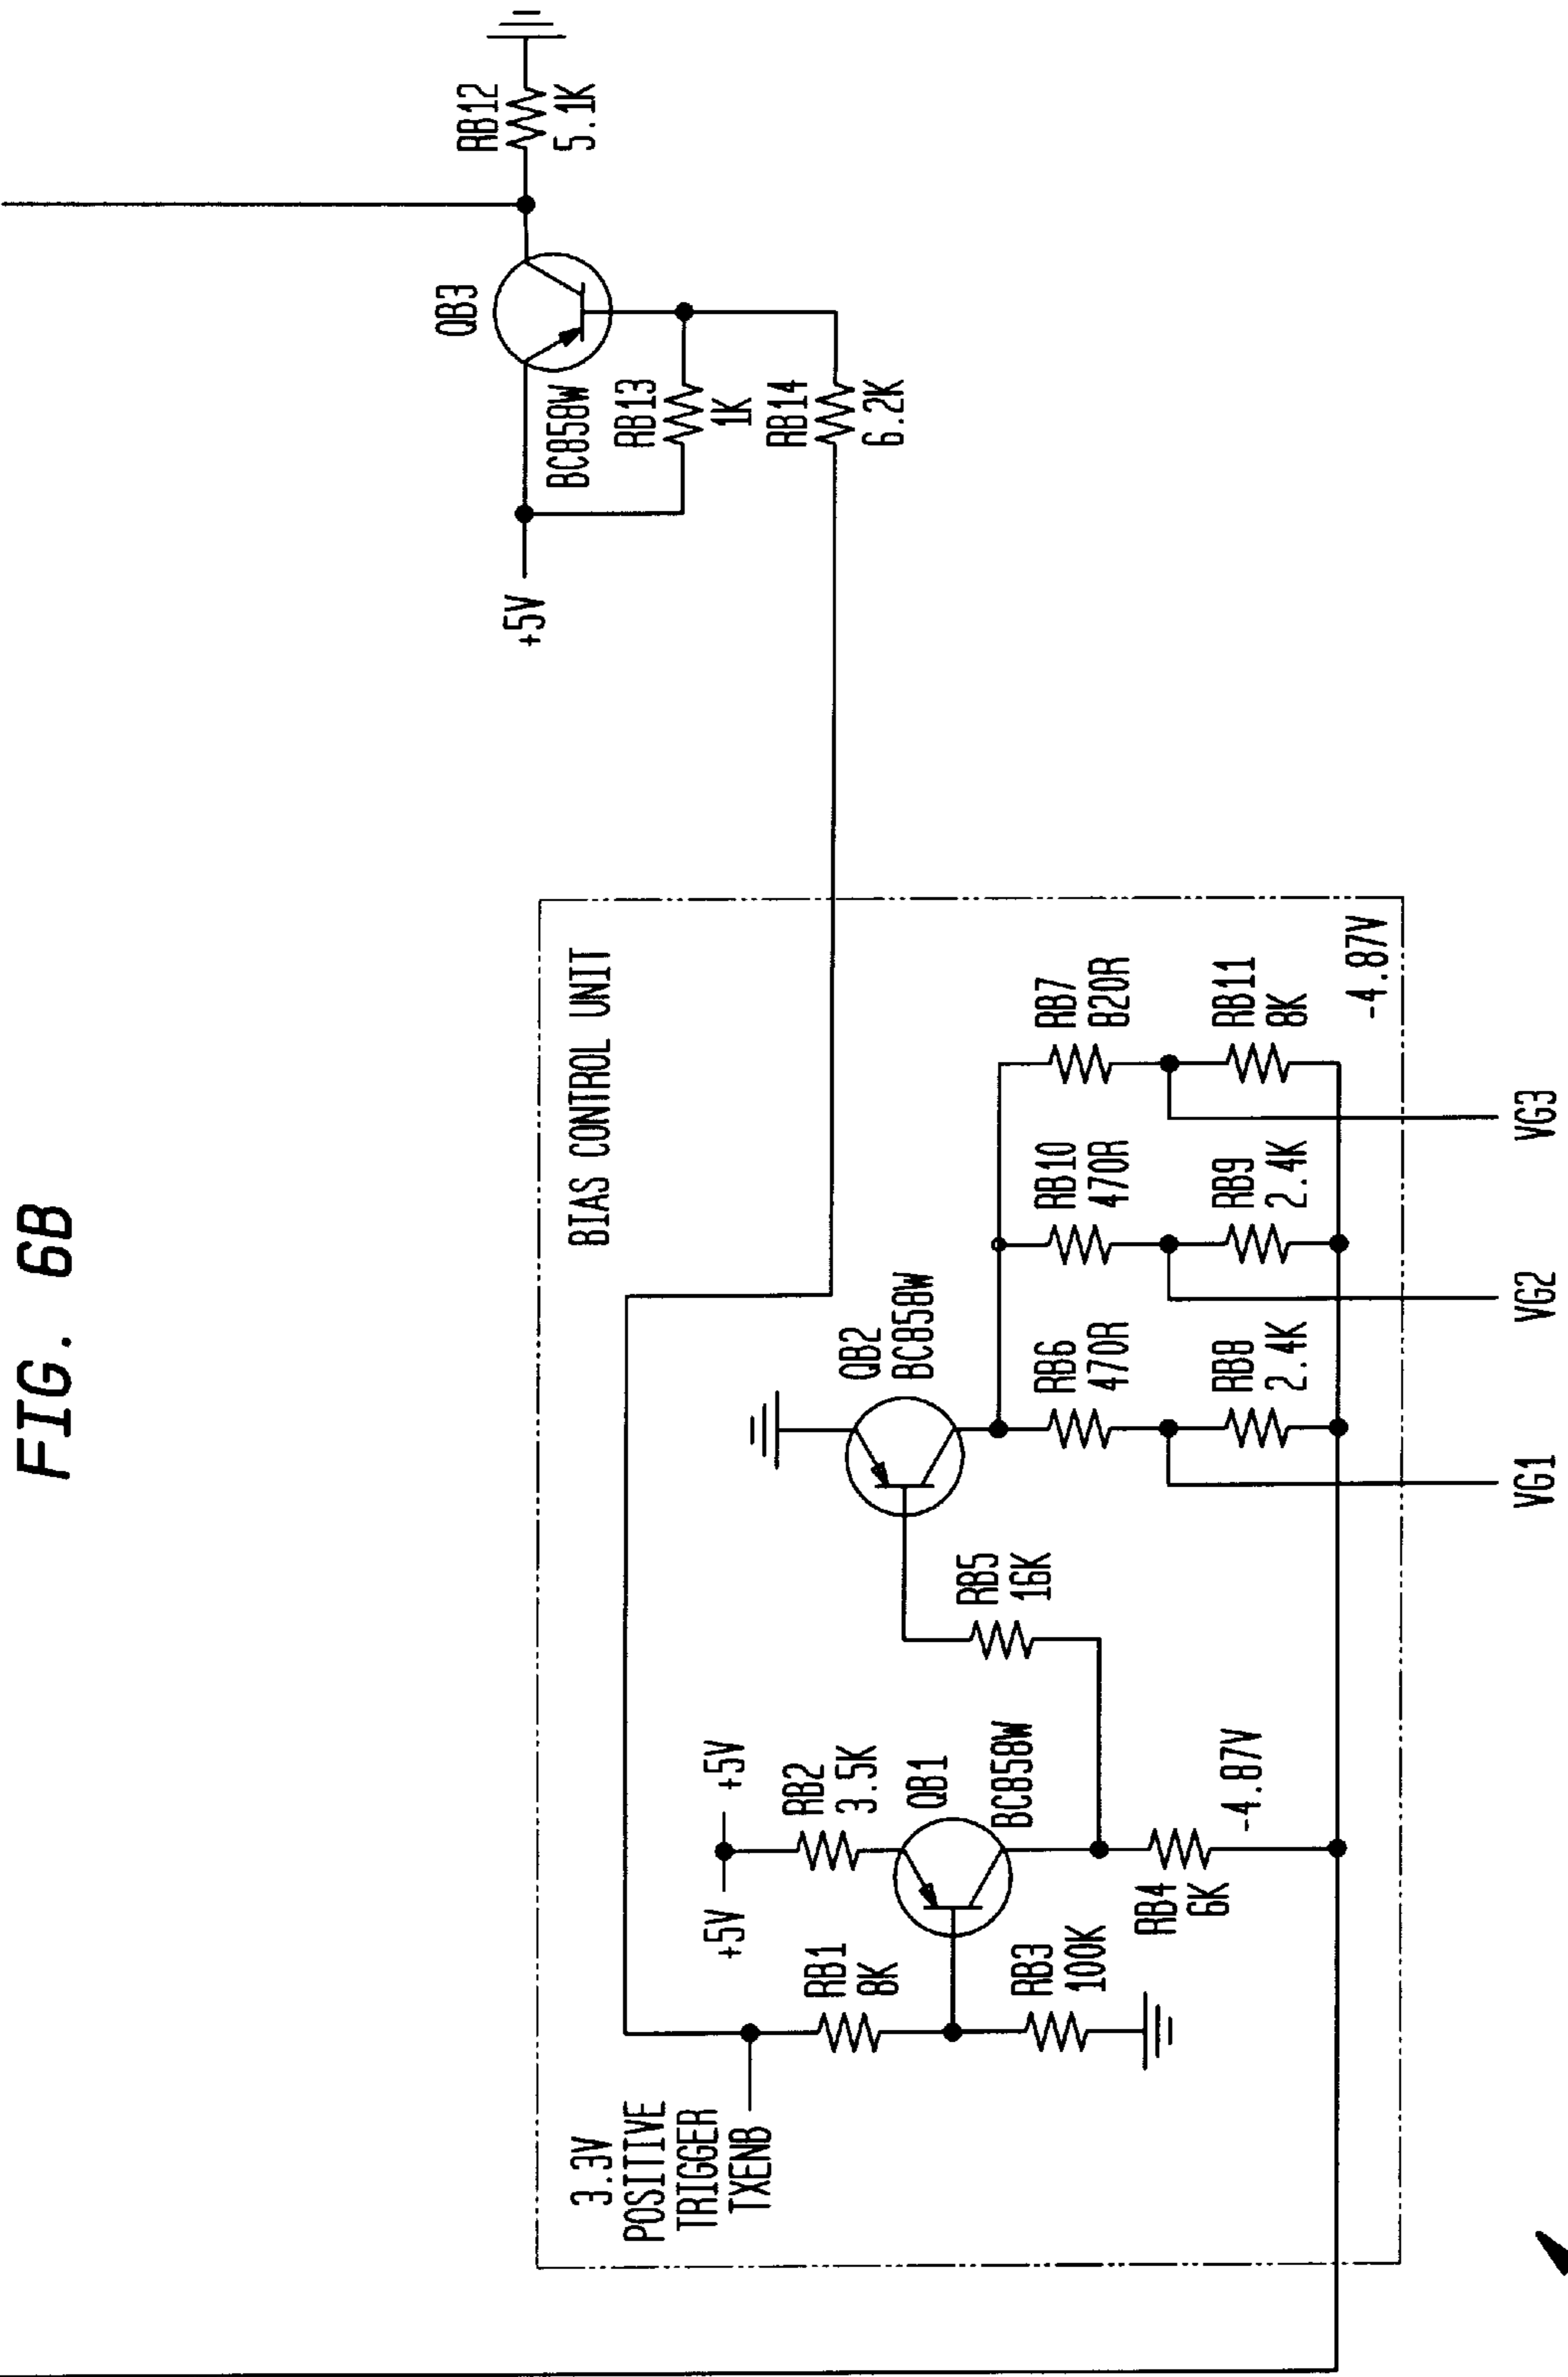 FIG. 6B
RB12
5.1K
QB3
BC858W
RB13
1K
RB14
6.2K
+5V
BIAS CONTROL UNIT
3.3V
POSITIVE
TRIGGER
TXENB
+5V
+5V
RB1
8K
RB2
3.5K
QB1
BC858W
RB3
100K
RB4
6K
-4.87V
RB5
16K
QB2
BC858W
RB6
470R
RB10
470R
RB7
820R
RB8
2.4K
RB9
2.4K
RB11
8K
-4.87V
VG1
VG2
VG3